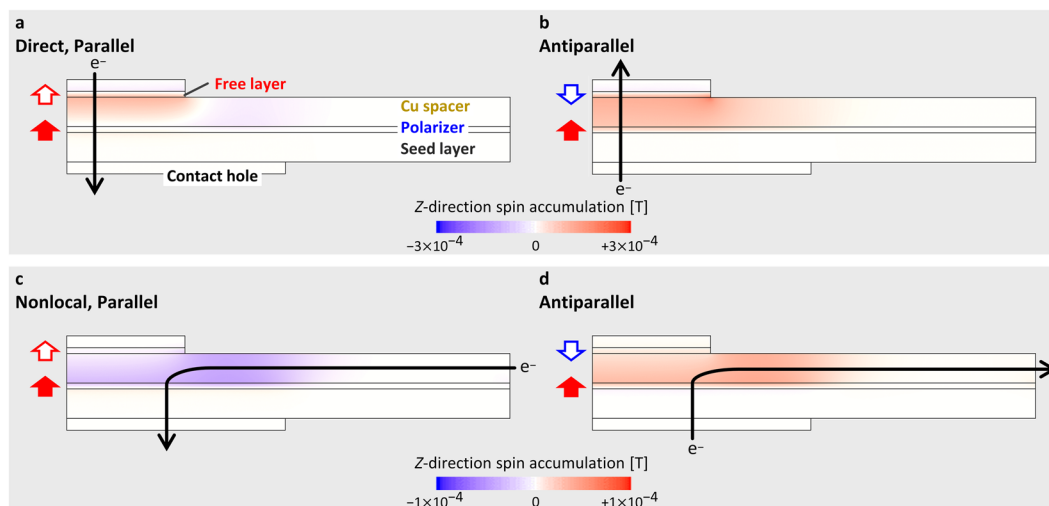 a
Direct, Parallel
e⁻
Free layer
Cu spacer
Polarizer
Seed layer
Contact hole
b
Antiparallel
e⁻
Z-direction spin accumulation [T]
−3×10⁻⁴ 0 +3×10⁻⁴
c
Nonlocal, Parallel
e⁻
d
Antiparallel
e⁻
Z-direction spin accumulation [T]
−1×10⁻⁴ 0 +1×10⁻⁴